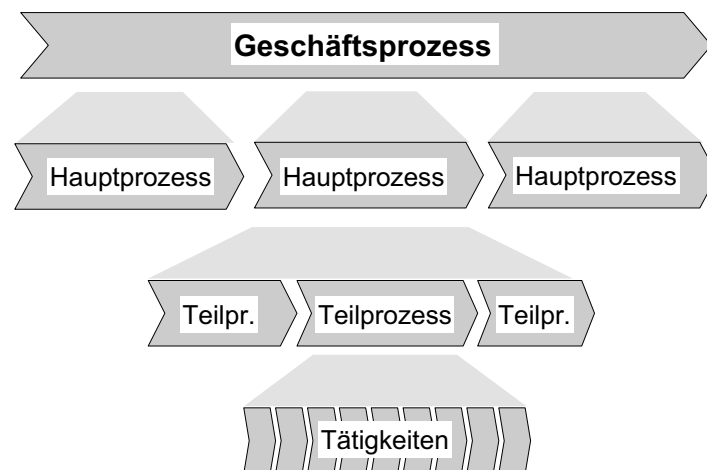 Geschäftsprozess
Hauptprozess Hauptprozess Hauptprozess
Teilpr. Teilprozess Teilpr.
Tätigkeiten